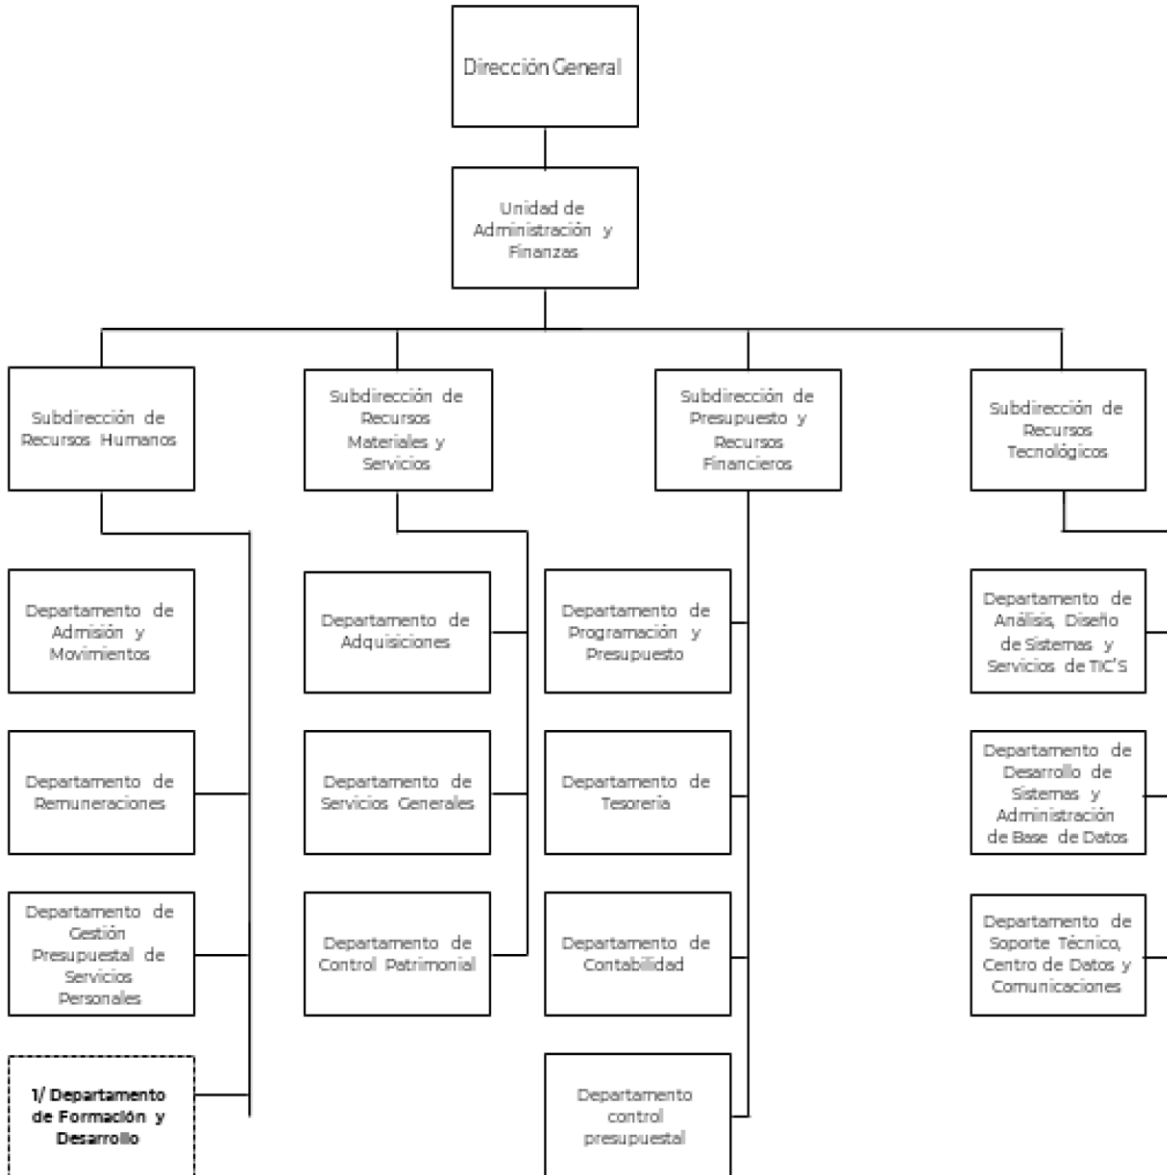 Dirección General
Unidad de
Administración y
Finanzas
Subdirección de
Recursos Humanos
Subdirección de
Recursos
Materiales y
Servicios
Subdirección de
Presupuesto y
Recursos
Financieros
Subdirección de
Recursos
Tecnológicos
Departamento de
Admisión y
Movimientos
Departamento de
Adquisiciones
Departamento de
Programación y
Presupuesto
Departamento de
Análisis, Diseño
de Sistemas y
Servicios de TIC'S
Departamento de
Remuneraciones
Departamento de
Servicios Generales
Departamento de
Tesoreria
Departamento de
Desarrollo de
Sistemas y
Administración
de Base de Datos
Departamento de
Gestión
Presupuestal de
Servicios
Personales
Departamento de
Control Patrimonial
Departamento de
Contabilidad
Departamento de
Soporte Técnico,
Centro de Datos y
Comunicaciones
1/ Departamento
de Formación y
Desarrollo
Departamento
control
presupuestal